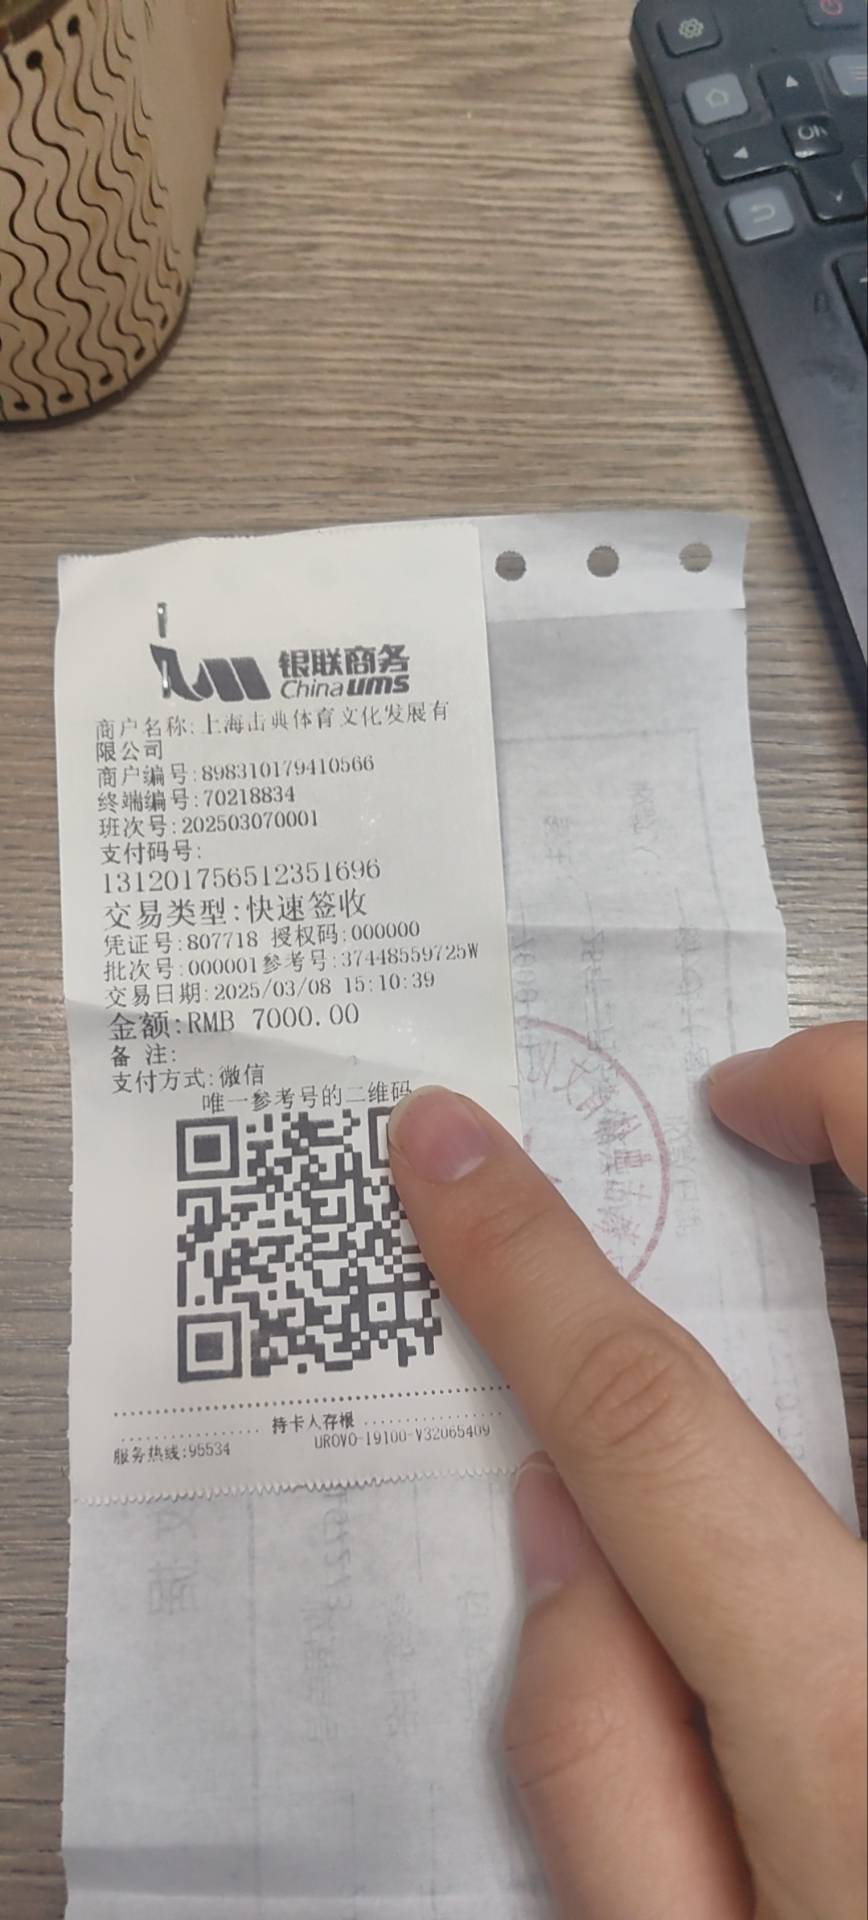 银联商务
China ums
商户名称:上海击典体育文化发展有
限公司
商户编号:898310179410566
终端编号:70218834
班次号:202503070001
支付码号:
131201756512351696
交易类型:快速签收
凭证号:807718 授权码:000000
批次号:000001参考号:37448559725W
交易日期:2025/03/08 15:10:39
金额:RMB 7000.00
备 注:
支付方式:微信
唯一参考号的二维码
持卡人存根
服务热线:95534 UROVO-19100-V32065409
OK